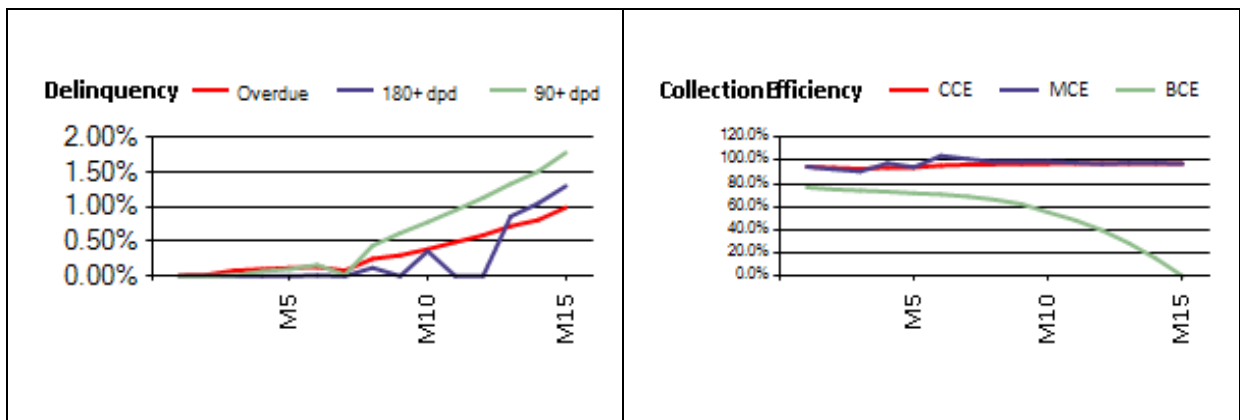 Delinquency Overdue 180+ dpd 90+ dpd
2.00%
1.50%
1.00%
0.50%
0.00%
M5
M10
M15
Collection Efficiency CCE MCE BCE
120.0%
100.0%
80.0%
60.0%
40.0%
20.0%
0.0%
M5
M10
M15